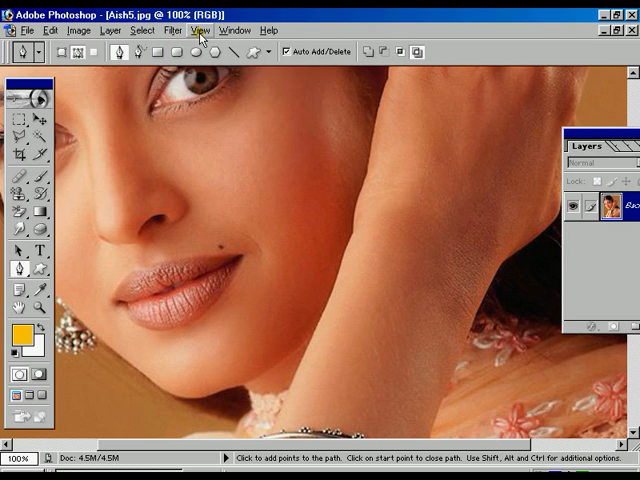 Adobe Photoshop - [Aish5.jpg @ 100% (RGB)]
File Edit Image Layer Select Filter View Window Help
Auto Add/Delete
Layers
Normal
Lock:
T
100% Doc: 4.5M/4.5M Click to add points to the path. Click on start point to close path. Use Shift, Alt and Ctrl for additional options.